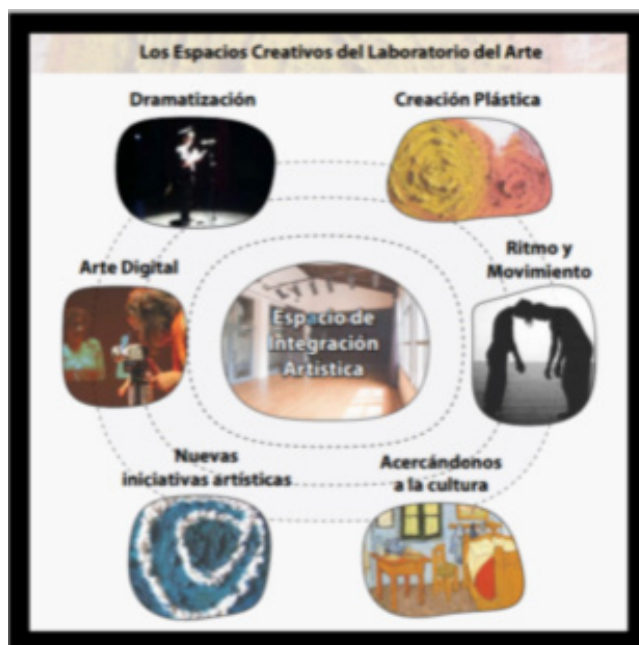 Los Espacios Creativos del Laboratorio del Arte
Dramatización
Creación Plástica
Arte Digital
Ritmo y
Movimiento
Espacio de
Integración
Artística
Nuevas
iniciativas artísticas
Acercándonos
a la cultura